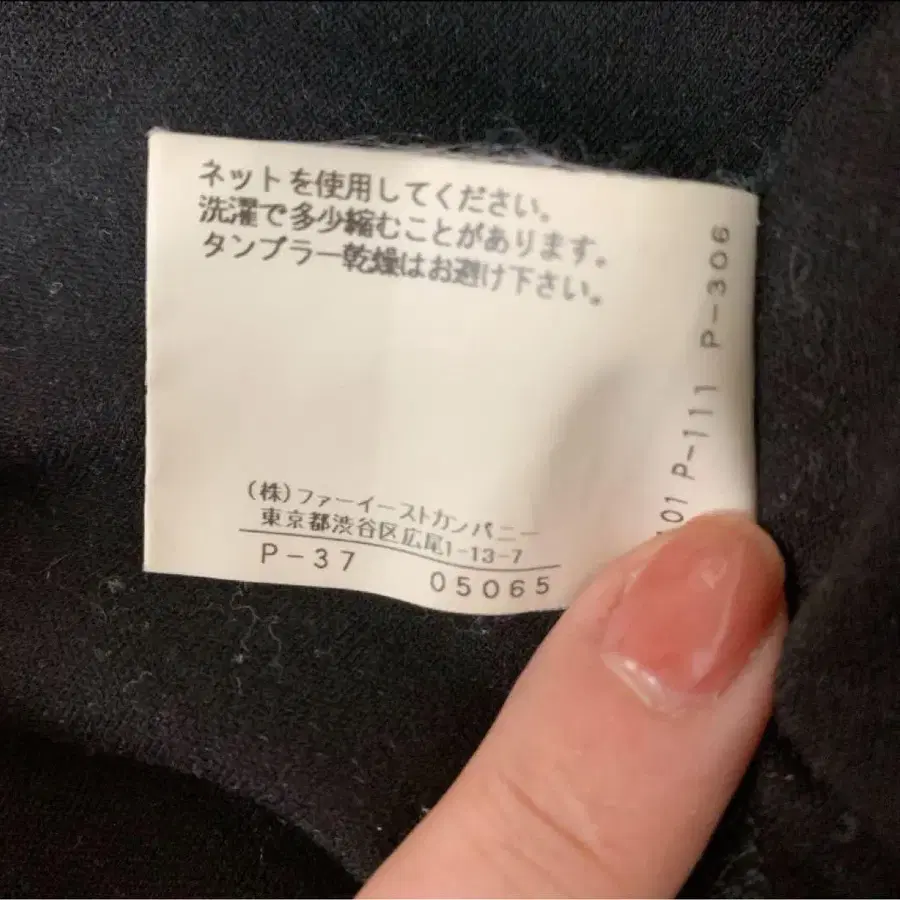 ネットを使用してください。
洗濯で多少縮むことがあります。
タンブラー乾燥はお避け下さい。
(株)ファーイーストカンパニー
東京都渋谷区広尾1-13-7
P-37 05065
101 P-111 P-306